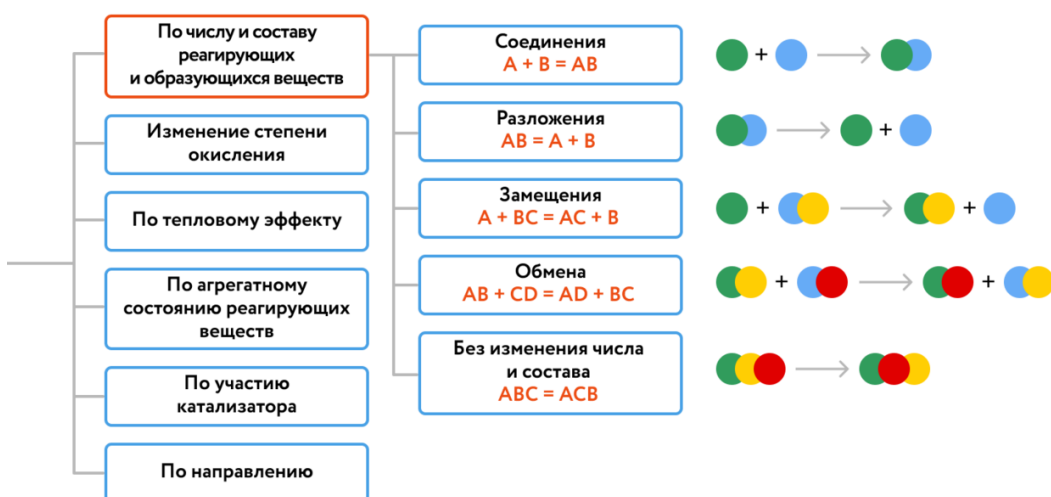 По числу и составу
реагирующих
и образующихся веществ
Изменение степени
окисления
По тепловому эффекту
По агрегатному
состоянию реагирующих
веществ
По участию
катализатора
По направлению
Соединения
A + B = AB
Разложения
AB = A + B
Замещения
A + BC = AC + B
Обмена
AB + CD = AD + BC
Без изменения числа
и состава
ABC = ACB
+
+
+ +
+ +